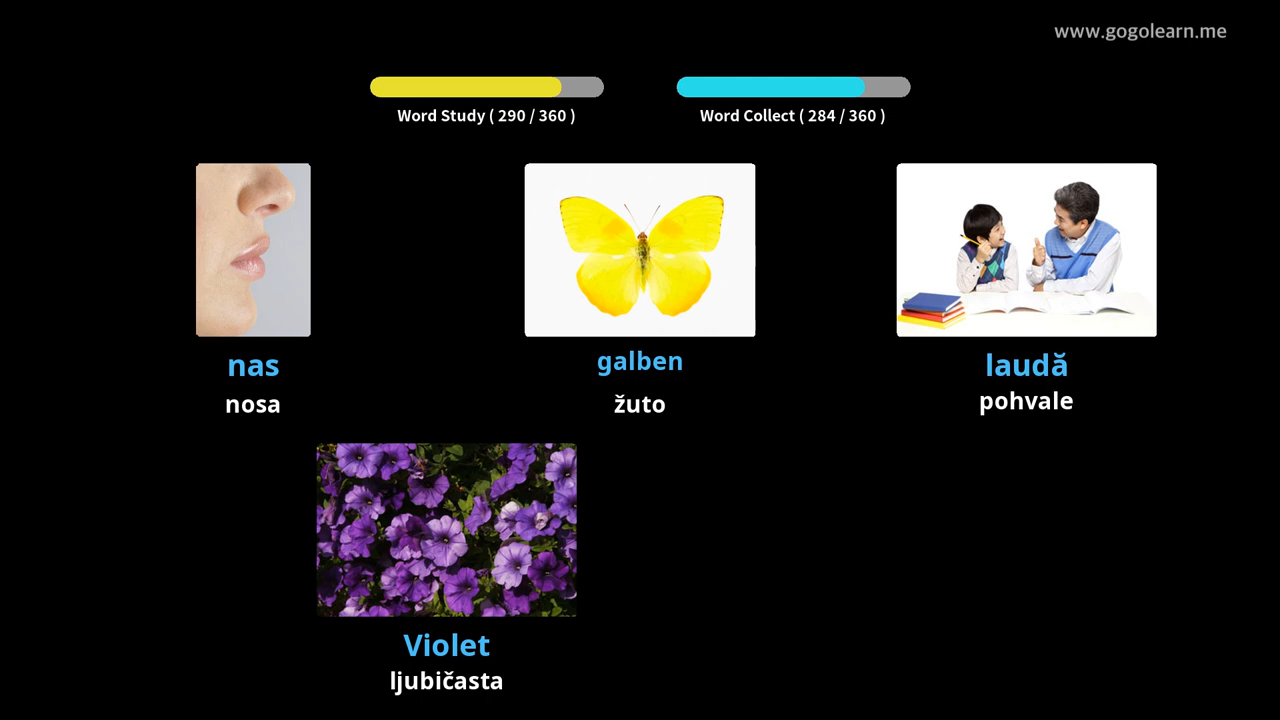 www.gogolearn.me
Word Study ( 290 / 360 )
Word Collect ( 284 / 360 )
nas
nosa
galben
žuto
laudă
pohvale
Violet
ljubičasta